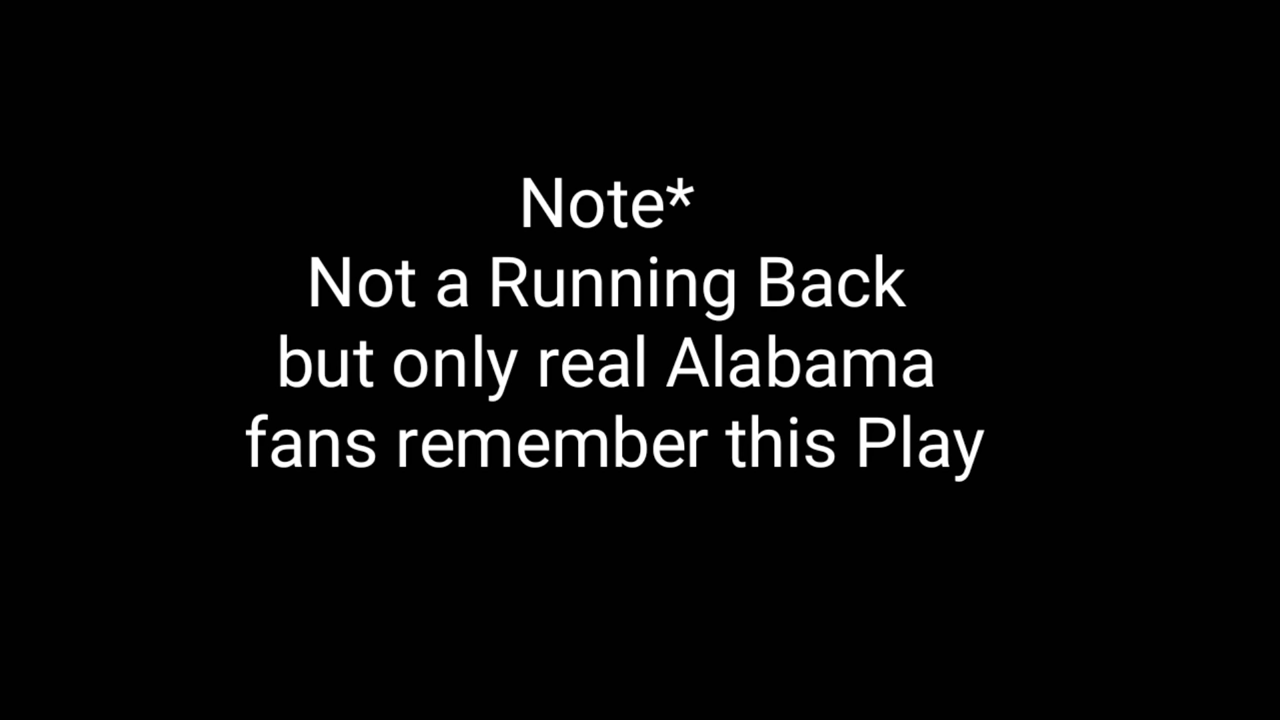 Note*
Not a Running Back
but only real Alabama
fans remember this Play